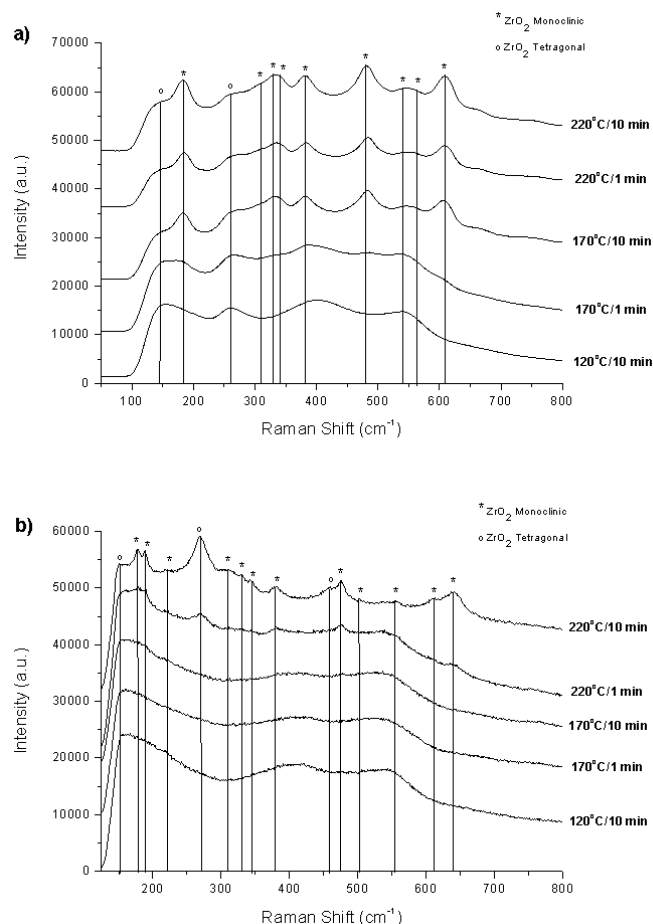 a)
* ZrO2 Monoclinic
o ZrO2 Tetragonal
70000
60000
50000
40000
30000
20000
10000
0
Intensity (a.u.)
o * o * * * * * * * *
220°C/10 min
220°C/1 min
170°C/10 min
170°C/1 min
120°C/10 min
100 200 300 400 500 600 700 800
Raman Shift (cm-1)
b)
* ZrO2 Monoclinic
o ZrO2 Tetragonal
60000
50000
40000
30000
20000
10000
0
Intensity (a.u.)
o * * * o * * * * o * * * * *
220°C/10 min
220°C/1 min
170°C/10 min
170°C/1 min
120°C/10 min
200 300 400 500 600 700 800
Raman Shift (cm-1)